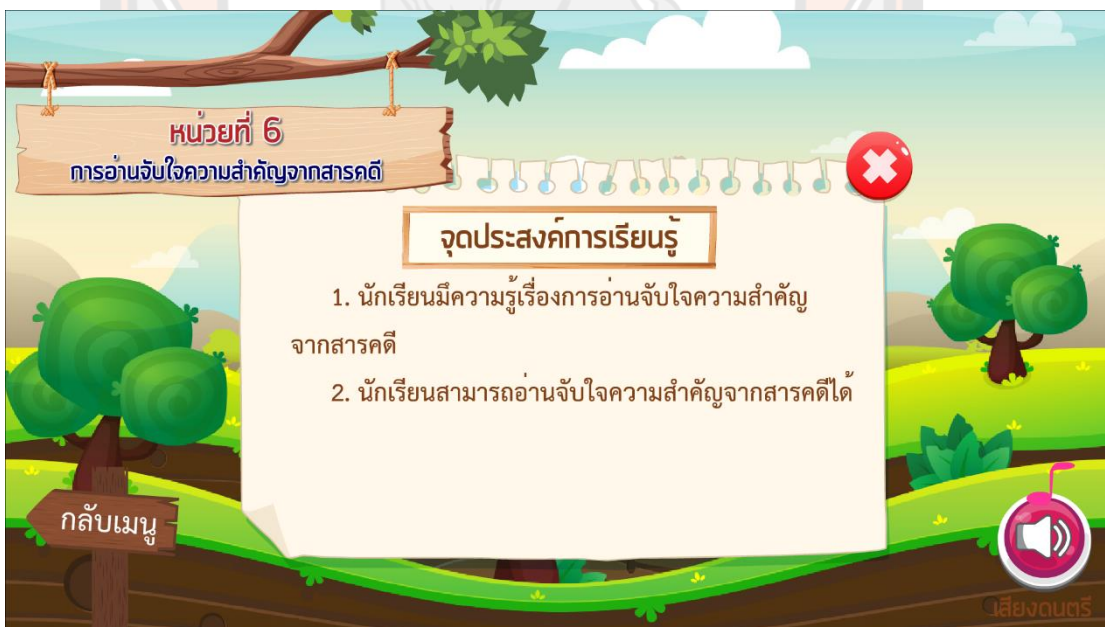 หน่วยที่ 6
การอ่านจับใจความสำคัญจากสารคดี
จุดประสงค์การเรียนรู้
1. นักเรียนมีความรู้เรื่องการอ่านจับใจความสำคัญ
จากสารคดี
2. นักเรียนสามารถอ่านจับใจความสำคัญจากสารคดีได้
กลับเมนู
เสียงดนตรี